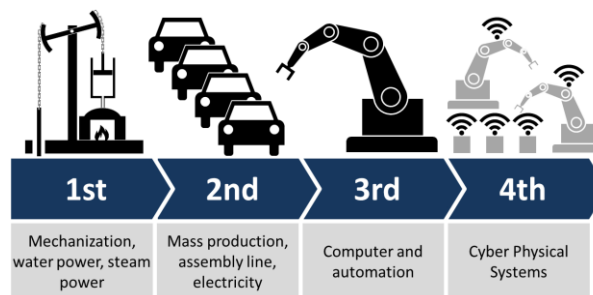 1st
2nd
3rd
4th
Mechanization,
water power, steam
power
Mass production,
assembly line,
electricity
Computer and
automation
Cyber Physical
Systems